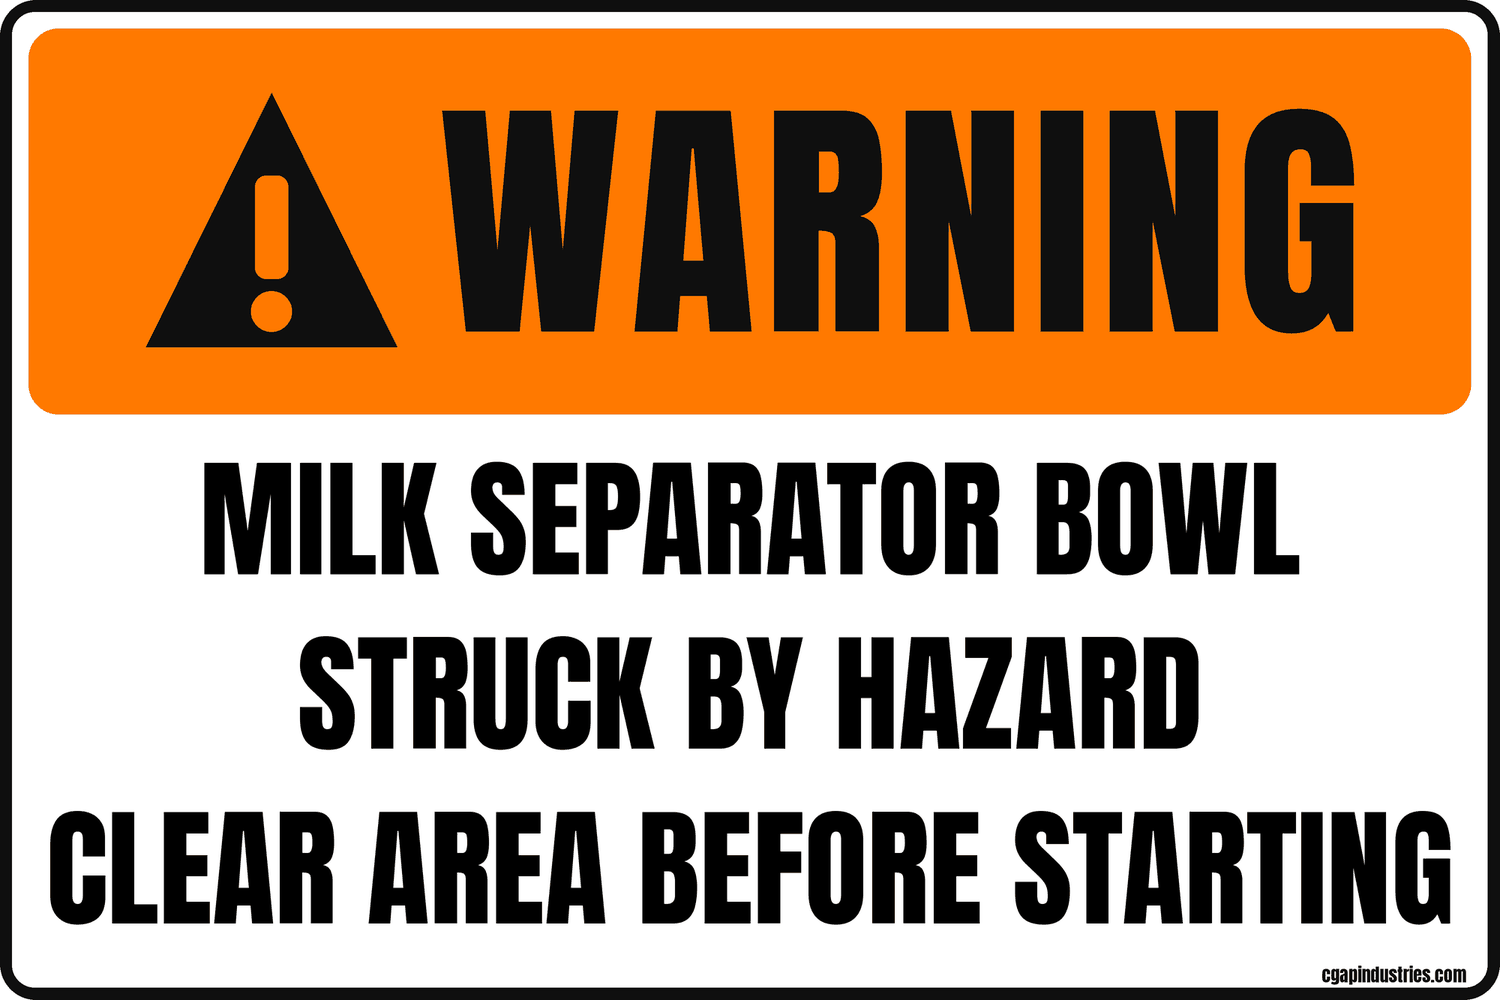 WARNING
MILK SEPARATOR BOWL
STRUCK BY HAZARD
CLEAR AREA BEFORE STARTING
cgapindustries.com